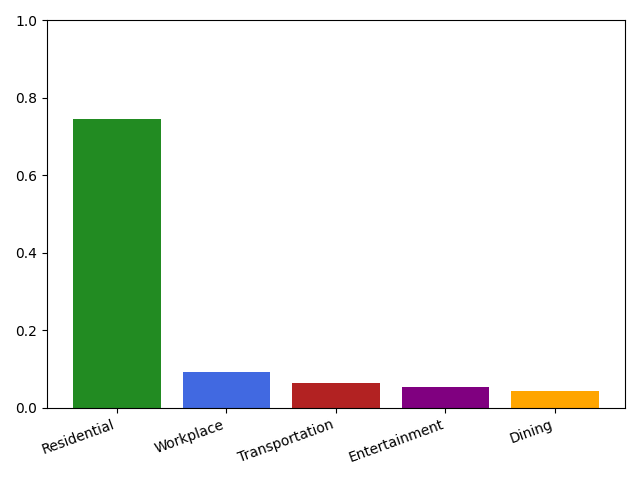 1.0
0.8
0.6
0.4
0.2
0.0
Residential
Workplace
Transportation
Entertainment
Dining